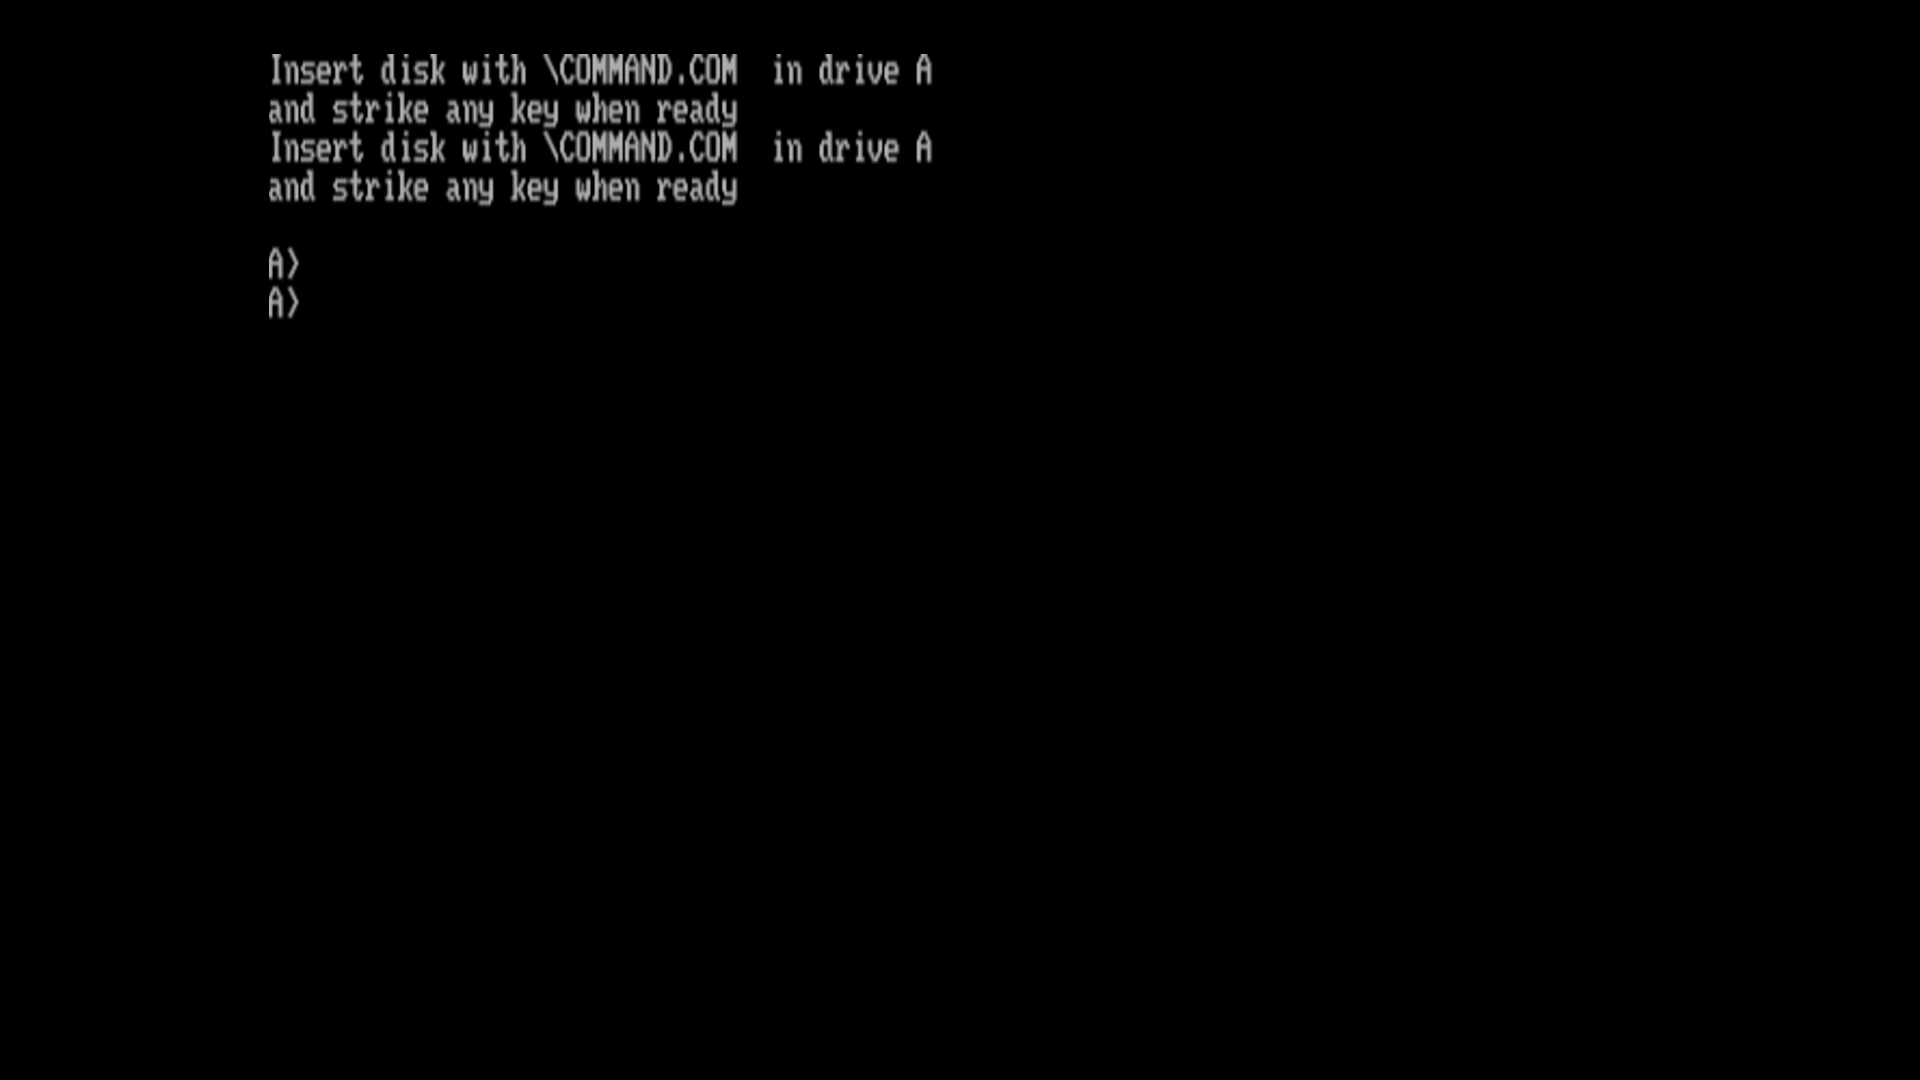 Insert disk with \COMMAND.COM  in drive A
and strike any key when ready
Insert disk with \COMMAND.COM  in drive A
and strike any key when ready
A>
A>